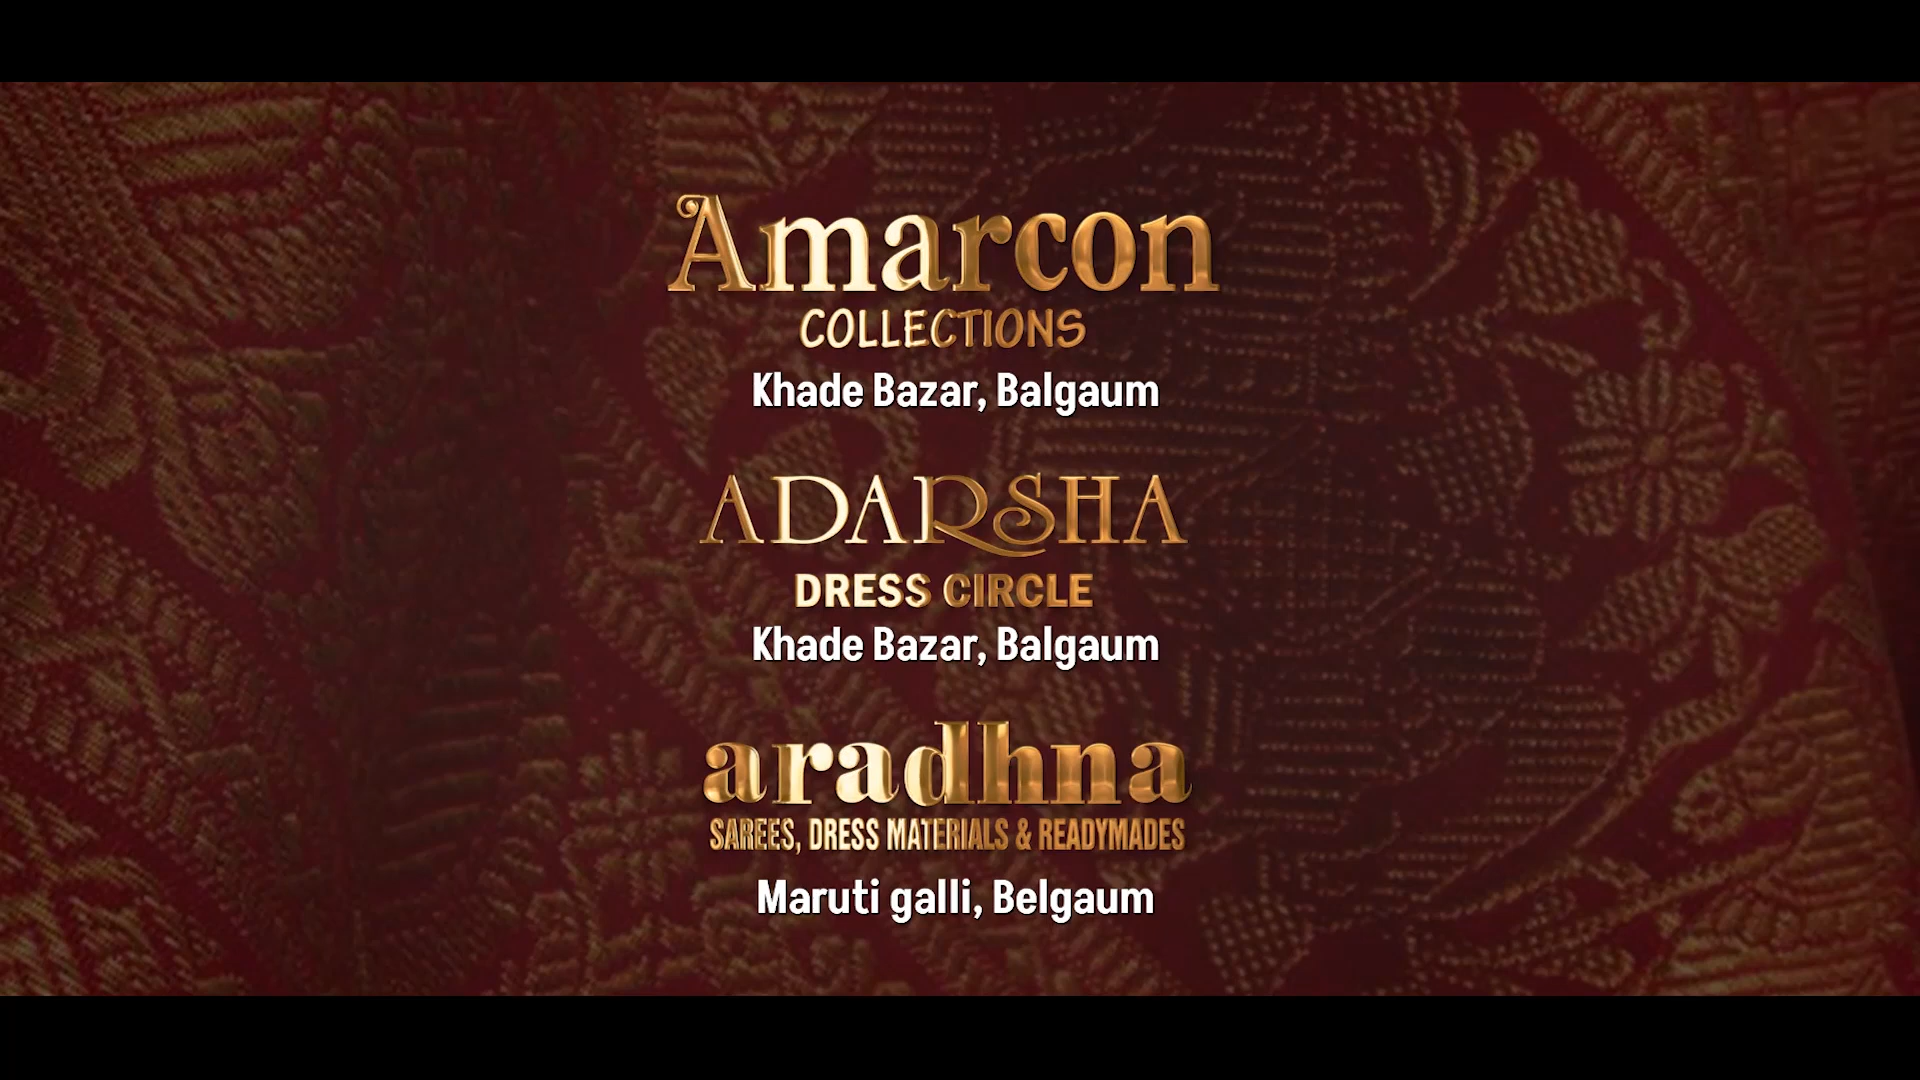 Amarcon
COLLECTIONS
Khade Bazar, Balgaum
ADARSHA
DRESS CIRCLE
Khade Bazar, Balgaum
aradhna
SAREES, DRESS MATERIALS & READYMADES
Maruti galli, Belgaum